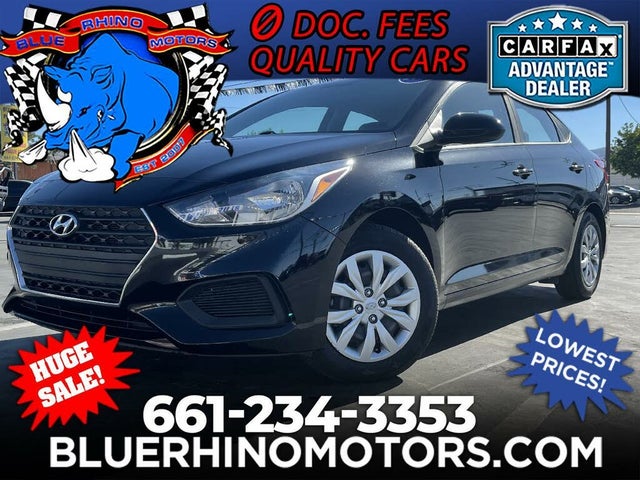 BLUE RHINO MOTORS
EST 2007
0 DOC. FEES
QUALITY CARS
CARFAX
ADVANTAGE™
DEALER
HUGE
SALE!
LOWEST
PRICES!
661-234-3353
BLUERHINOMOTORS.COM